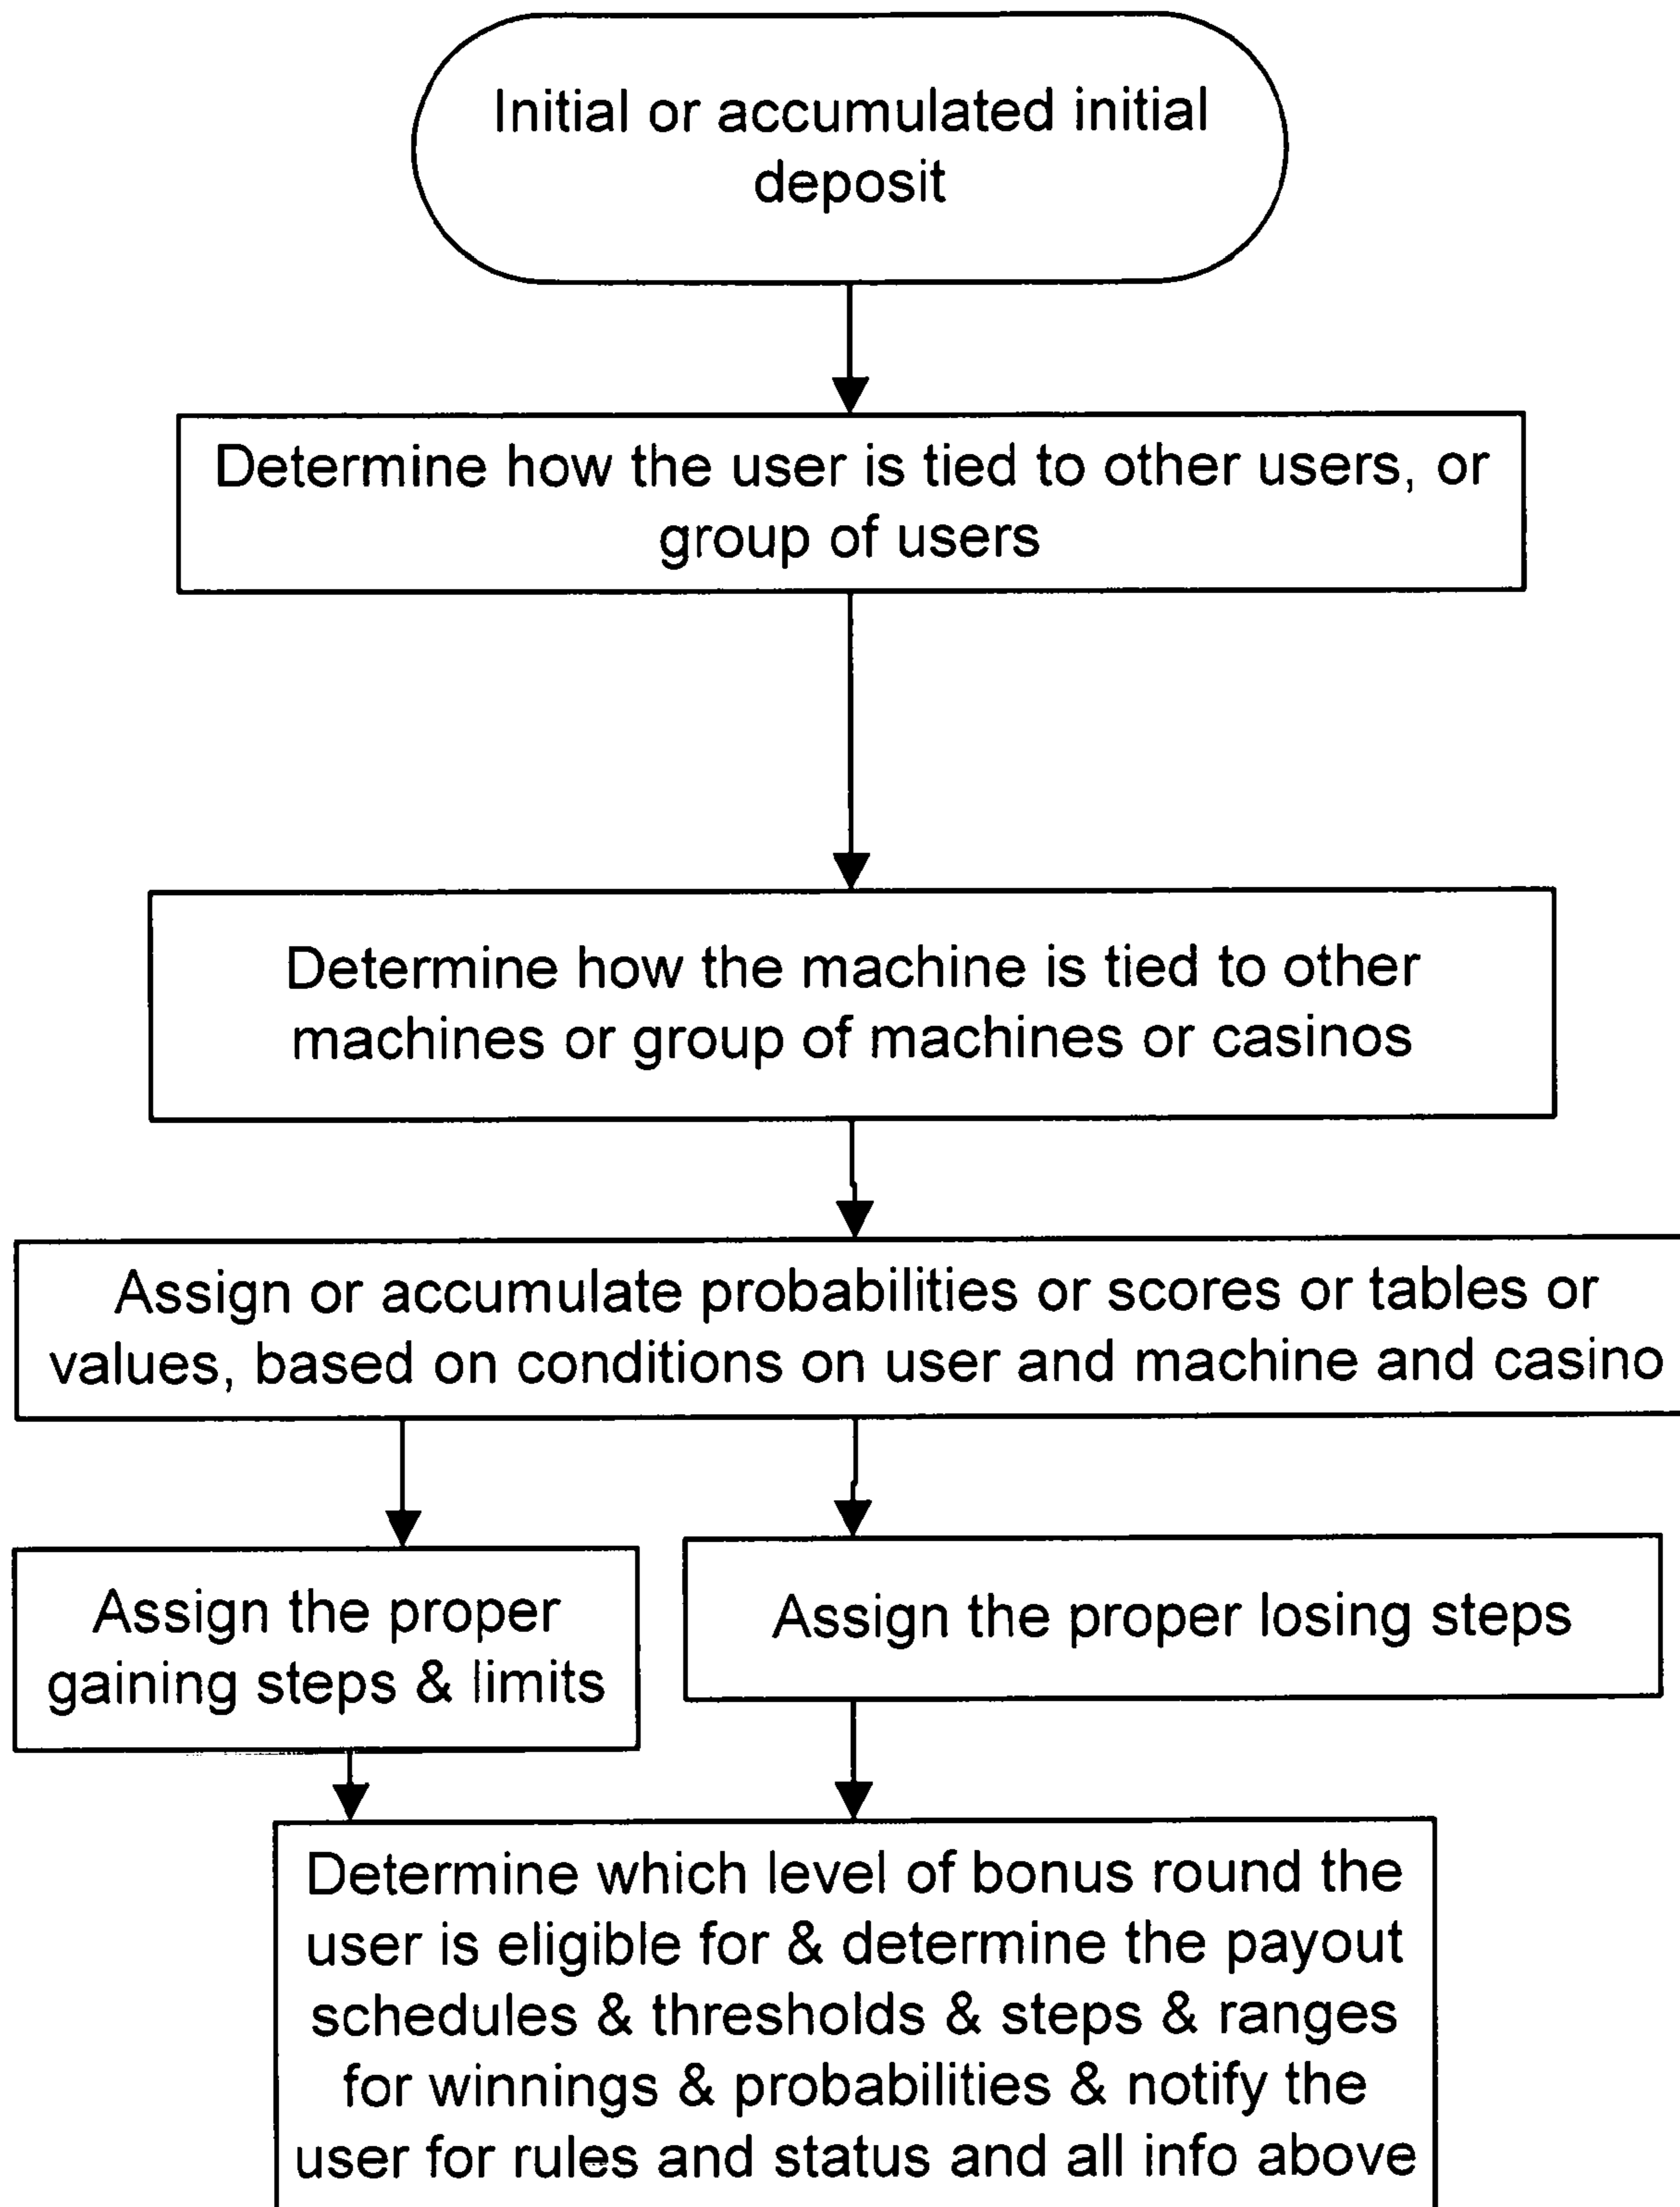 Initial or accumulated initial
deposit
Determine how the user is tied to other users, or
group of users
Determine how the machine is tied to other
machines or group of machines or casinos
Assign or accumulate probabilities or scores or tables or
values, based on conditions on user and machine and casino
Assign the proper
gaining steps & limits
Assign the proper losing steps
Determine which level of bonus round the
user is eligible for & determine the payout
schedules & thresholds & steps & ranges
for winnings & probabilities & notify the
user for rules and status and all info above